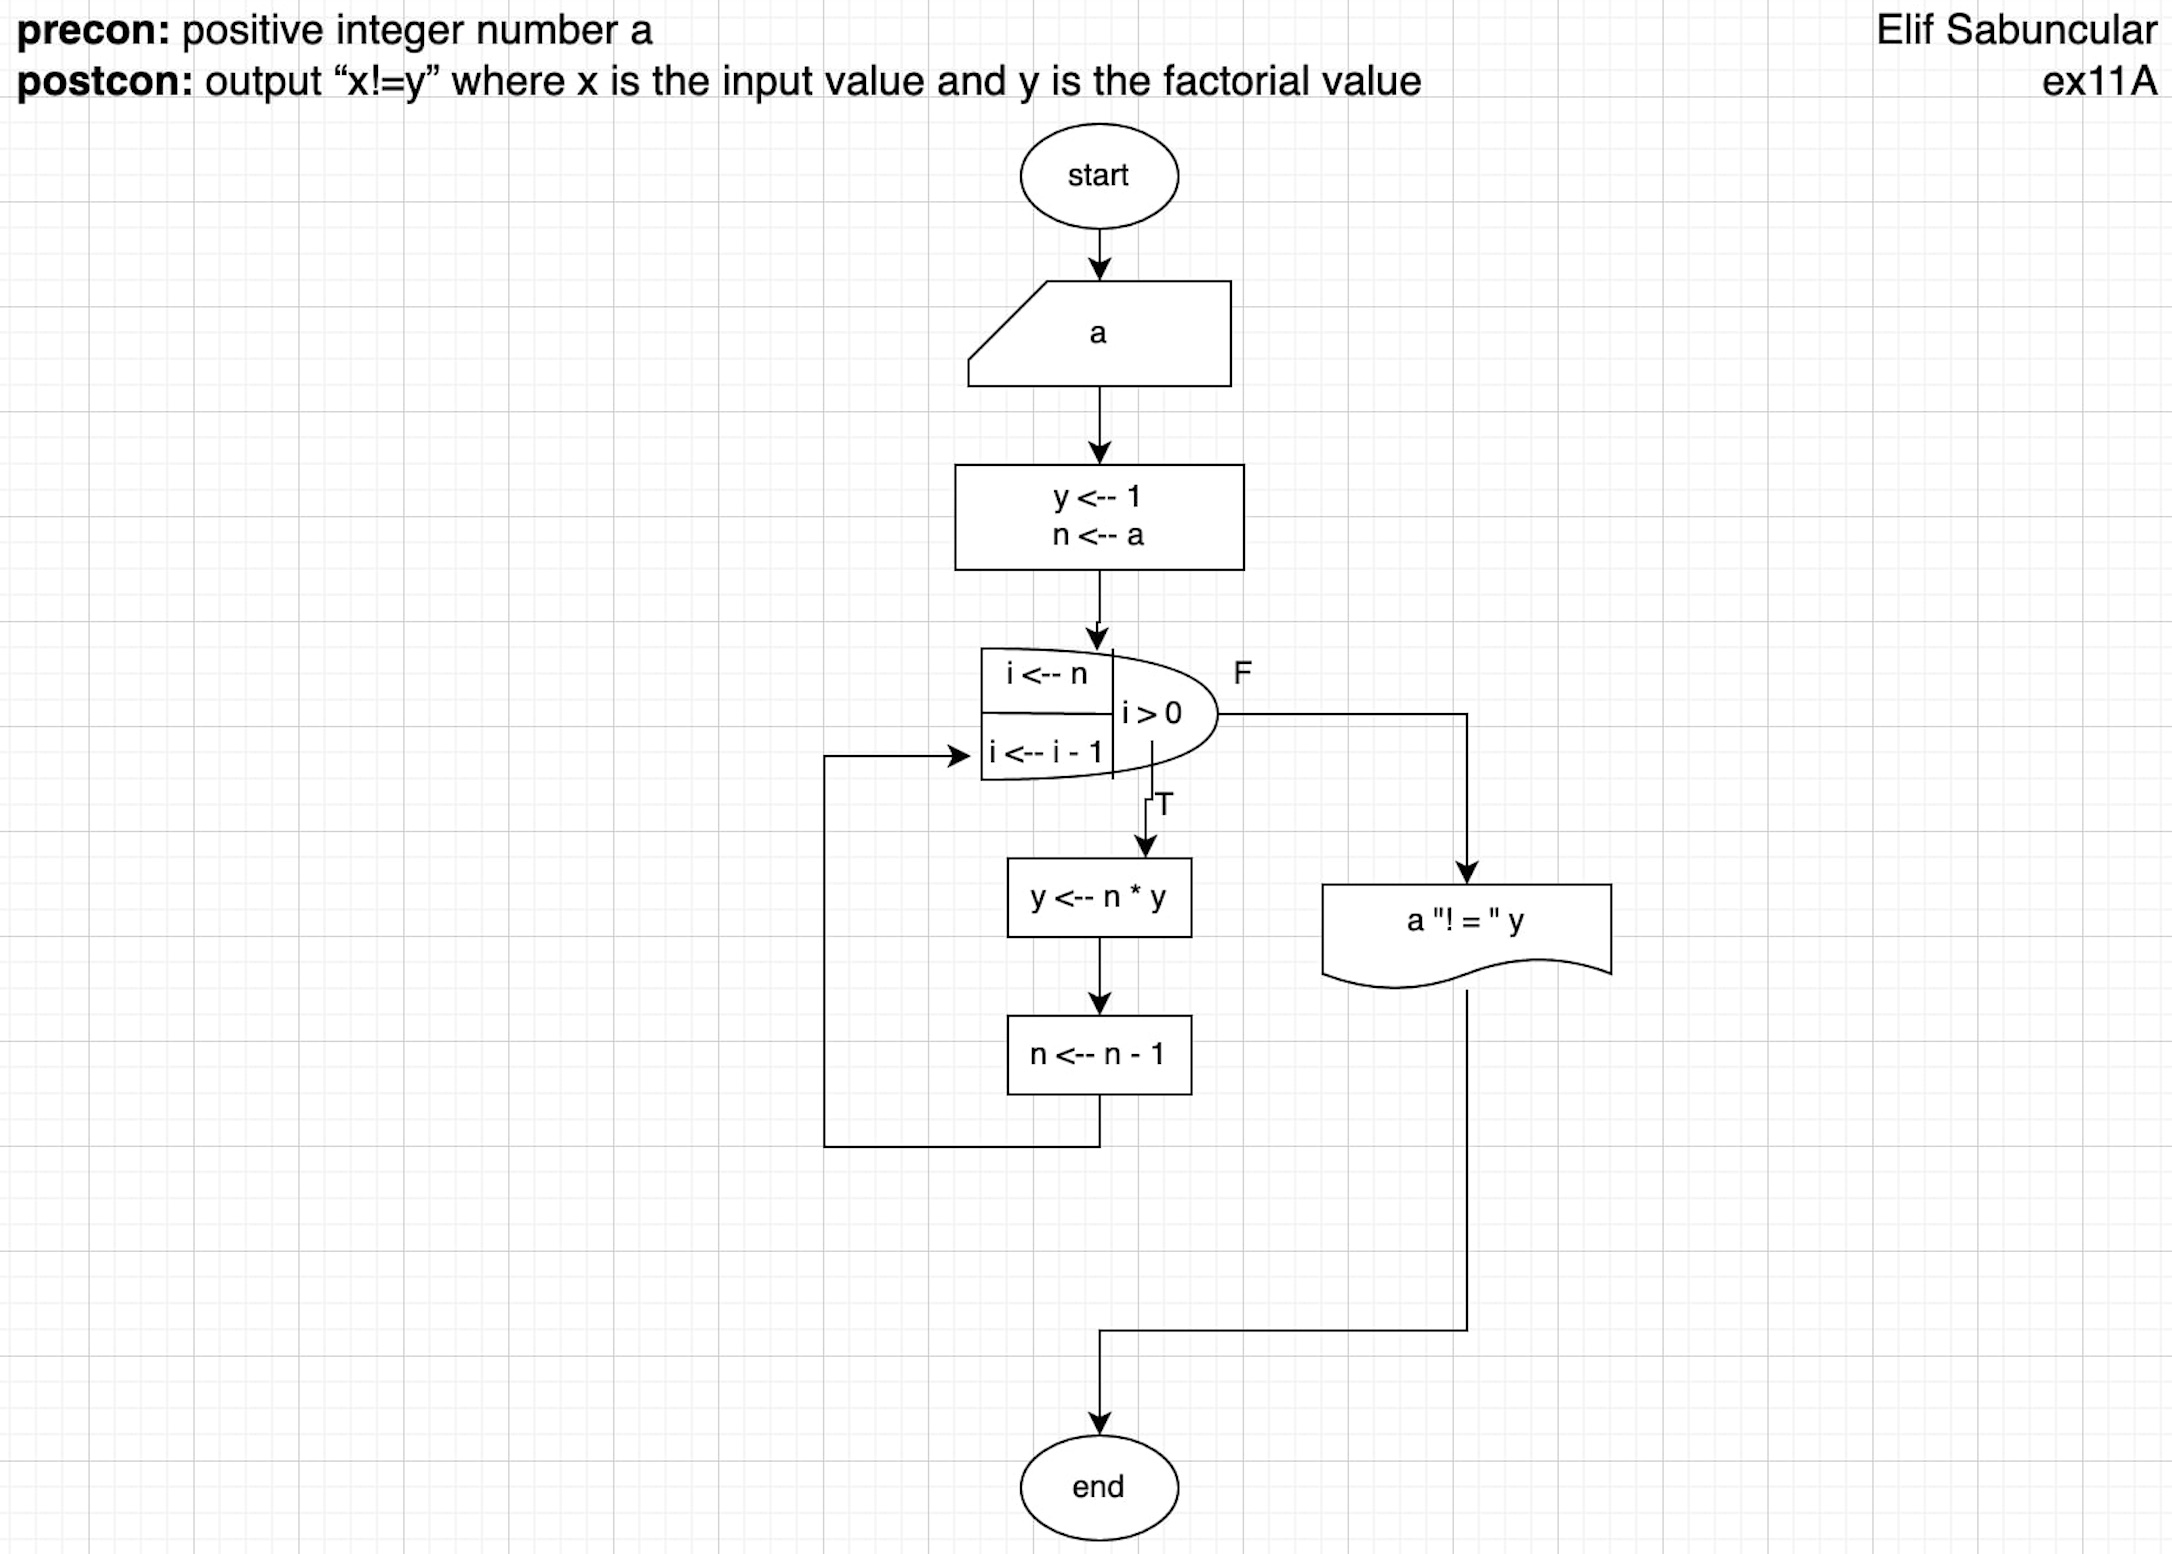 precon: positive integer number a
Elif Sabuncular
postcon: output “x!=y” where x is the input value and y is the factorial value
ex11A
start
a
y <-- 1
n <-- a
i <-- n
F
i > 0
i <-- i - 1
T
y <-- n * y
a "! = " y
n <-- n - 1
end